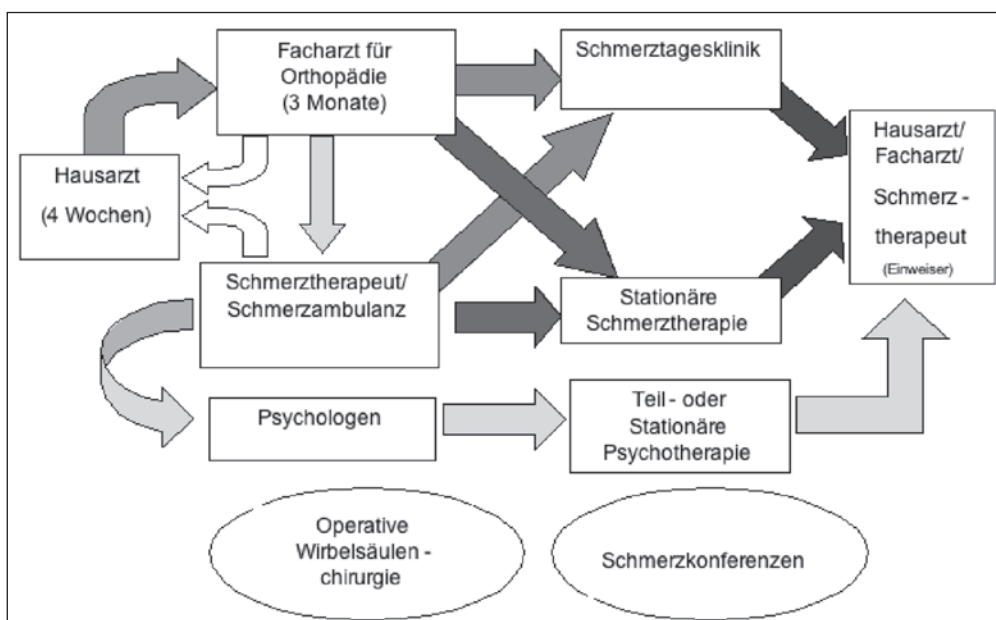 Facharzt für
Orthopädie
(3 Monate)
Schmerztagesklinik
Hausarzt
(4 Wochen)
Hausarzt/
Facharzt/
Schmerz -
therapeut
(Einweiser)
Schmerztherapeut/
Schmerzambulanz
Stationäre
Schmerztherapie
Psychologen
Teil - oder
Stationäre
Psychotherapie
Operative
Wirbelsäulen -
chirurgie
Schmerzkonferenzen